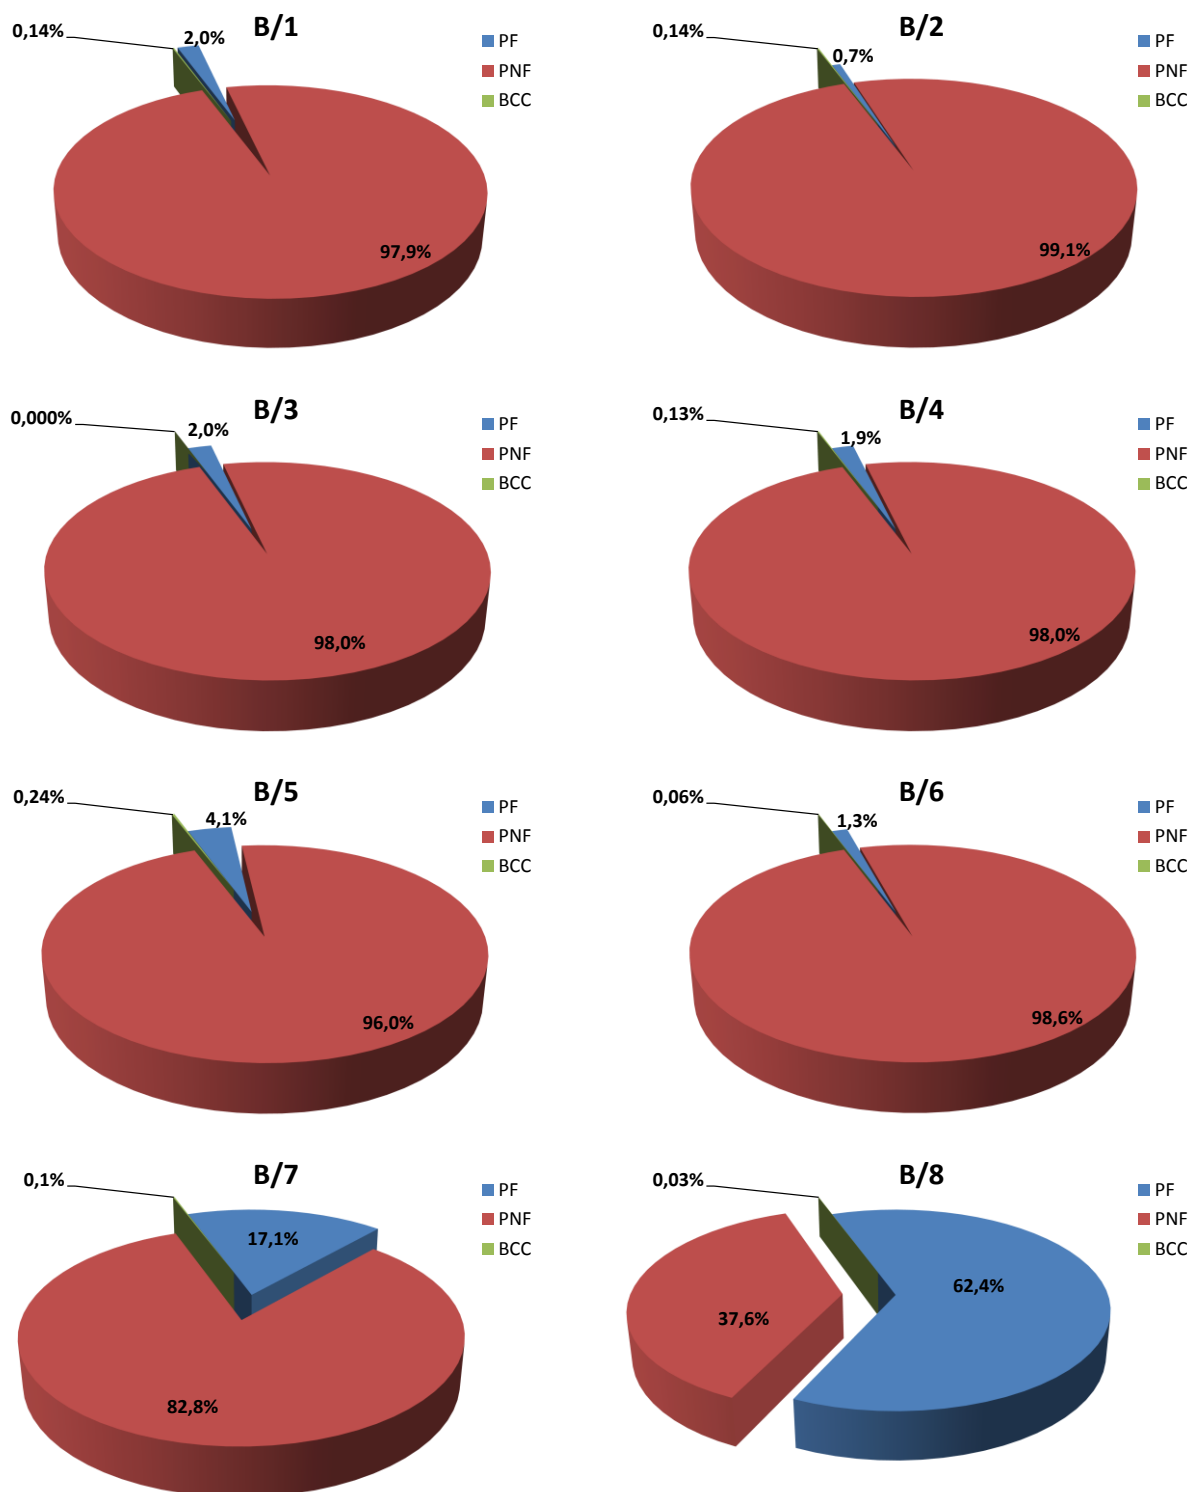 B/1
0,14%
2,0%
97,9%
PF
PNF
BCC
B/2
0,14%
0,7%
99,1%
PF
PNF
BCC
B/3
0,000%
2,0%
98,0%
PF
PNF
BCC
B/4
0,13%
1,9%
98,0%
PF
PNF
BCC
B/5
0,24%
4,1%
96,0%
PF
PNF
BCC
B/6
0,06%
1,3%
98,6%
PF
PNF
BCC
B/7
0,1%
17,1%
82,8%
PF
PNF
BCC
B/8
0,03%
62,4%
37,6%
PF
PNF
BCC